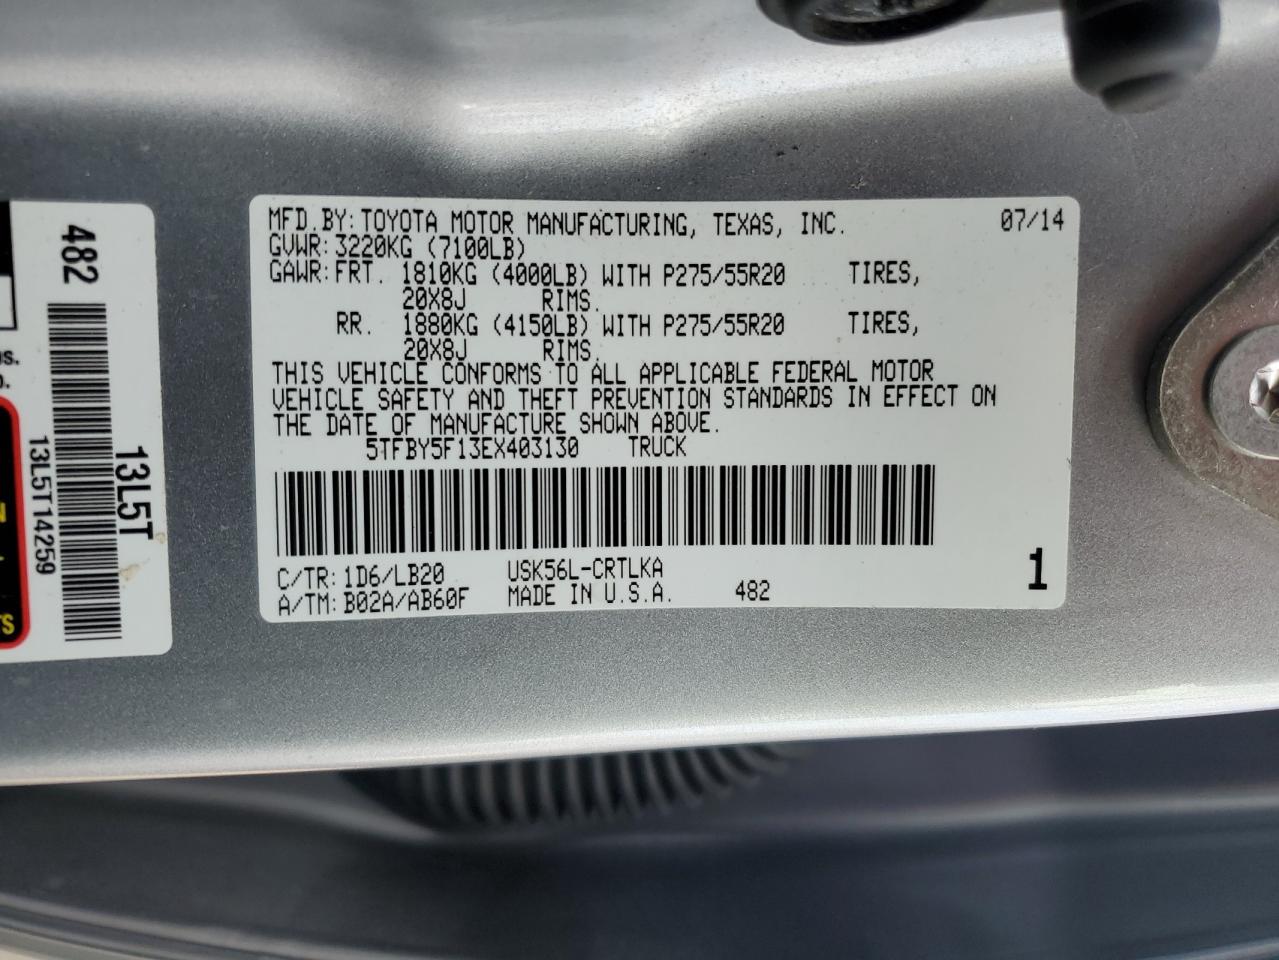 MFD.BY: TOYOTA MOTOR MANUFACTURING, TEXAS, INC. 07/14
GVWR: 3220KG (7100LB)
GAWR: FRT. 1810KG (4000LB) WITH P275/55R20 TIRES,
20X8J RIMS.
RR. 1880KG (4150LB) WITH P275/55R20 TIRES,
20X8J RIMS.
THIS VEHICLE CONFORMS TO ALL APPLICABLE FEDERAL MOTOR
VEHICLE SAFETY AND THEFT PREVENTION STANDARDS IN EFFECT ON
THE DATE OF MANUFACTURE SHOWN ABOVE.
5TFBY5F13EX403130 TRUCK
C/TR: 1D6/LB20 USK56L-CRTLKA
A/TM: B02A/AB60F MADE IN U.S.A. 482
1
482
13L5T
13L5T14259